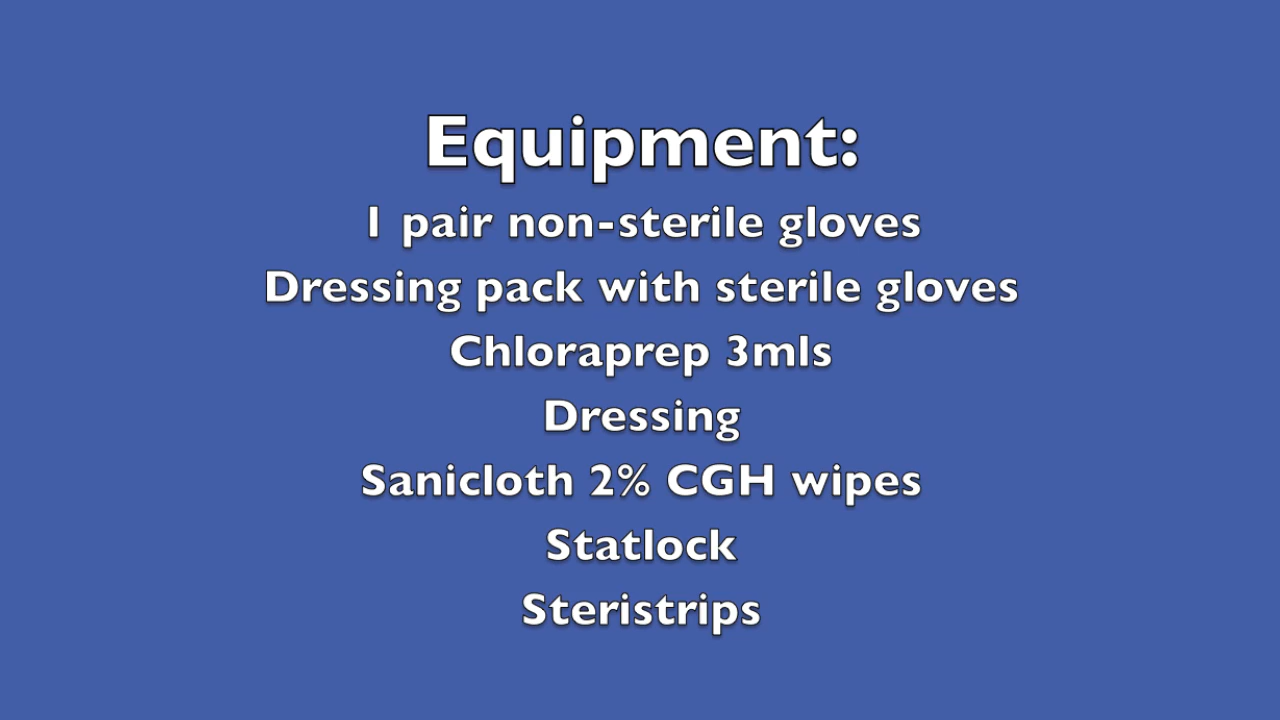 Equipment:
1 pair non-sterile gloves
Dressing pack with sterile gloves
Chloraprep 3mls
Dressing
Sanicloth 2% CGH wipes
Statlock
Steristrips